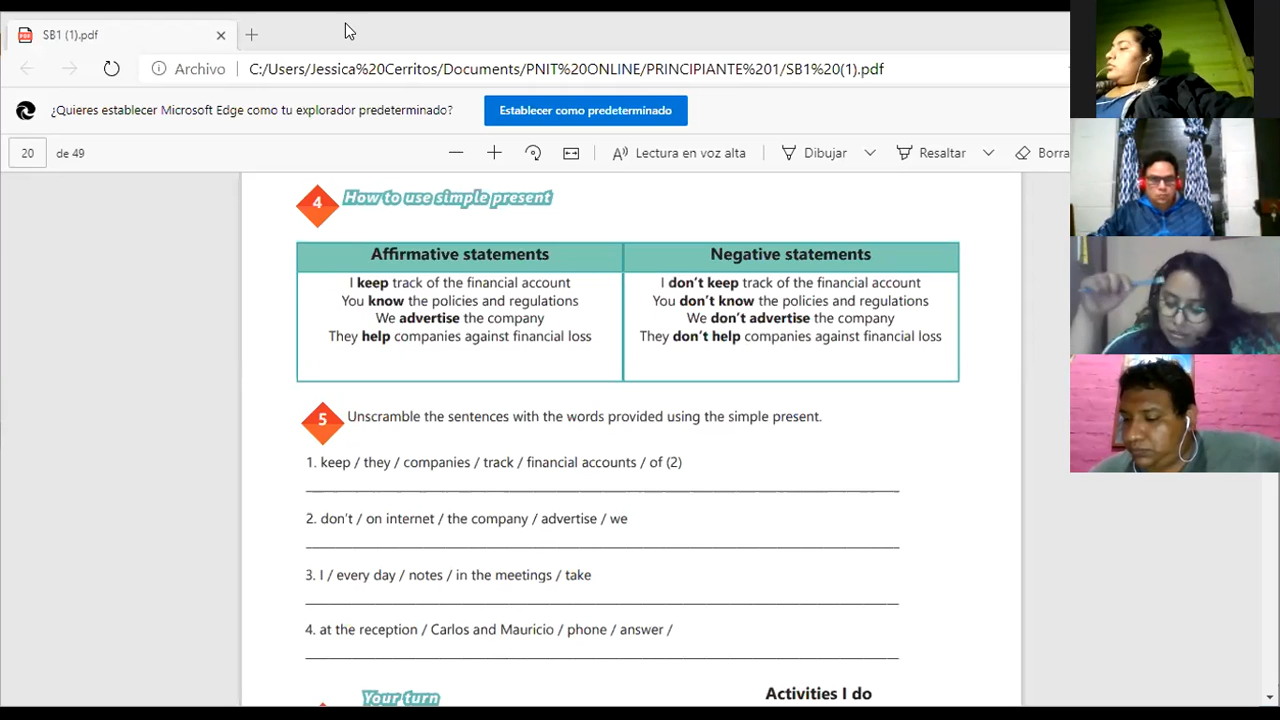 SB1 (1).pdf
Archivo C:/Users/Jessica%20Cerritos/Documents/PNIT%20ONLINE/PRINCIPIANTE%201/SB1%20(1).pdf
¿Quieres establecer Microsoft Edge como tu explorador predeterminado? Establecer como predeterminado
20 de 49 Lectura en voz alta Dibujar Resaltar Borra
4 How to use simple present
Affirmative statements Negative statements
I keep track of the financial account I don't keep track of the financial account
You know the policies and regulations You don't know the policies and regulations
We advertise the company We don't advertise the company
They help companies against financial loss They don't help companies against financial loss
5 Unscramble the sentences with the words provided using the simple present.
1. keep / they / companies / track / financial accounts / of (2)
2. don't / on internet / the company / advertise / we
3. I / every day / notes / in the meetings / take
4. at the reception / Carlos and Mauricio / phone / answer /
Your turn Activities I do